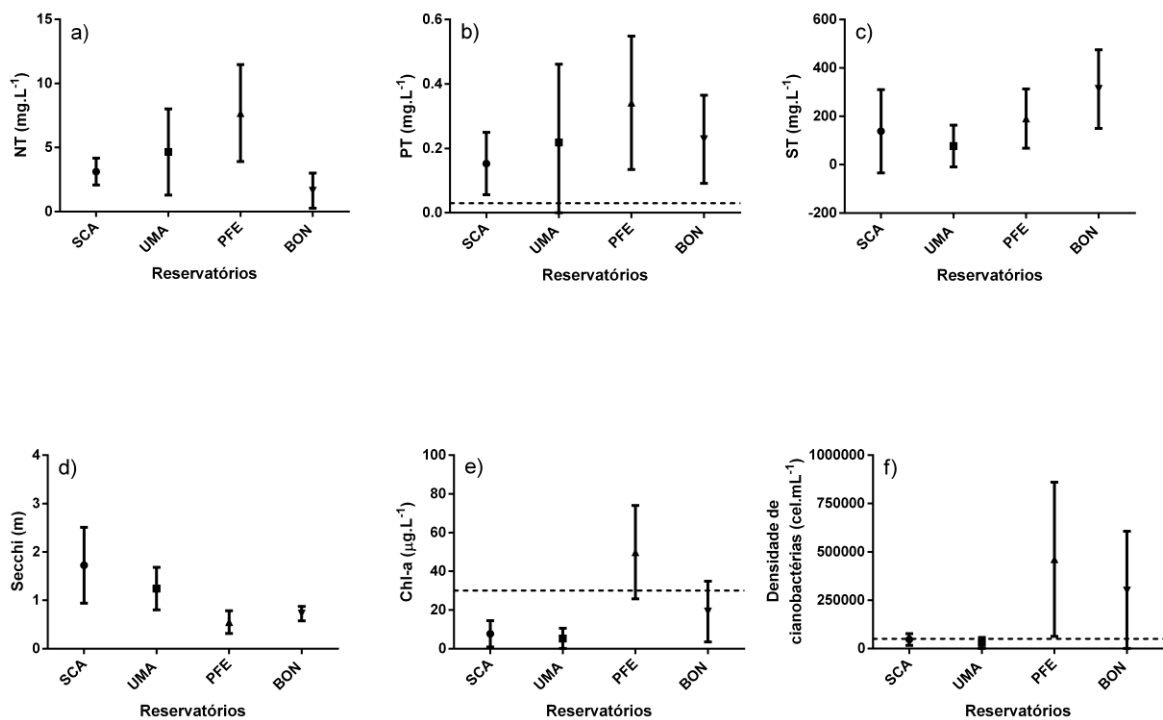 a)
NT (mg.L⁻¹)
15
10
5
0
SCA
UMA
PFE
BON
Reservatórios
b)
PT (mg.L⁻¹)
0.6
0.4
0.2
0.0
SCA
UMA
PFE
BON
Reservatórios
c)
ST (mg.L⁻¹)
600
400
200
0
-200
SCA
UMA
PFE
BON
Reservatórios
d)
Secchi (m)
4
3
2
1
0
SCA
UMA
PFE
BON
Reservatórios
e)
Chl-a (µg.L⁻¹)
100
80
60
40
20
0
SCA
UMA
PFE
BON
Reservatórios
f)
Densidade de
cianobactérias (cel.mL⁻¹)
1000000
750000
500000
250000
0
SCA
UMA
PFE
BON
Reservatórios